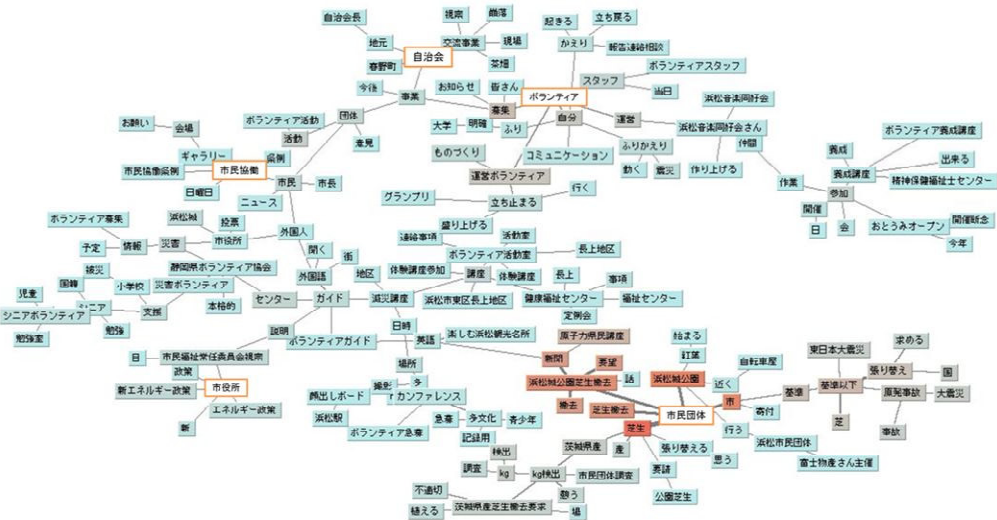 自治会長
視察
崩落
地元
交流事業
現場
自治会
春野町
茶畑
今後
事業
お知らせ
皆さん
募集
ボランティア
起きる
立ち戻る
かえり
報告連絡相談
スタッフ
ボランティアスタッフ
当日
自分
運営
浜松音楽同好会
浜松音楽同好会さん
仲間
作り上げる
ふりかえり
動く
震災
コミュニケーション
大学
明確
ふり
団体
ボランティア活動
活動
意見
お願い
会場
ギャラリー
条例
市民協働条例
市民協働
日曜日
市民
市長
ニュース
ものづくり
運営ボランティア
グランプリ
立ち止まる
行く
盛り上げる
作業
養成
ボランティア養成講座
出来る
養成講座
精神保健福祉士センター
参加
開催
日
会
おとうみオープン
開催断念
今年
ボランティア募集
浜松城
投票
予定
情報
災害
市役所
外国人
聞く
街
静岡県ボランティア協会
外国語
被災
国籍
小学校
災害ボランティア
本格的
センター
ガイド
地区
減災講座
児童
シニア
シニアボランティア
支援
勉強
勉強室
説明
ボランティアガイド
連絡事項
活動室
ボランティア活動室
長上地区
体験講座参加
講座
体験講座
長上
事項
浜松市東区長上地区
健康福祉センター
福祉センター
定例会
日時
英語
楽しむ浜松観光名所
場所
撮影
多
カンファレンス
顔出しボード
浜松駅
ボランティア急募
急募
多文化
青少年
記録用
日
市民福祉常任委員会視察
政策
新エネルギー政策
市役所
エネルギー政策
新
原子力県民講座
新聞
要望
浜松城公園芝生撤去
話
撤去
芝生撤去
芝生
始まる
紅葉
浜松城公園
自転車屋
近く
市
寄付
市民団体
行う
浜松市民団体
富士物産さん主催
基準
東日本大震災
求める
張り替え
国
基準以下
原発事故
大震災
芝
事故
茨城県産
産
張り替える
思う
要請
公園芝生
検出
調査
kg
kg検出
市民団体調査
不適切
憩う
植える
茨城県産芝生撤去要求
場